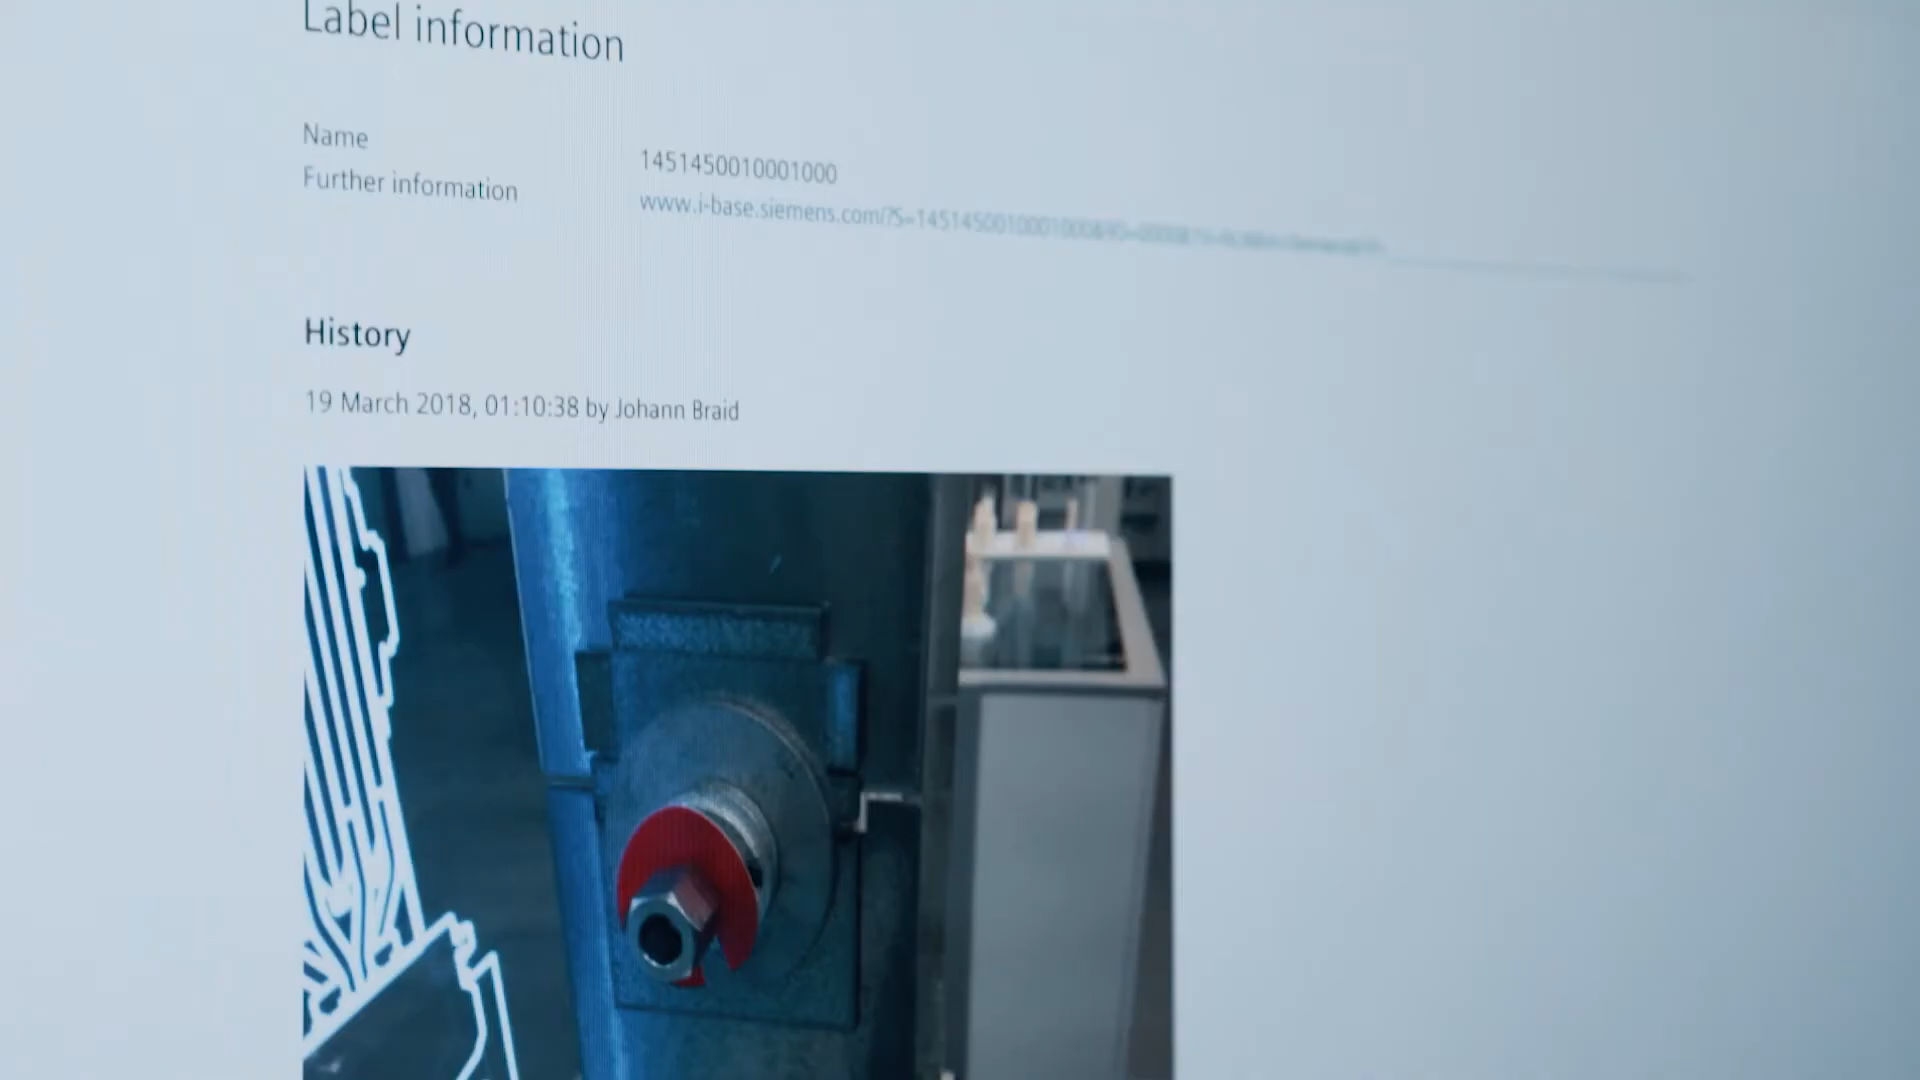 Label information
Name
1451450010001000
Further information
www.i-base.siemens.com/?S=1451450010001000
History
19 March 2018, 01:10:38 by Johann Braid